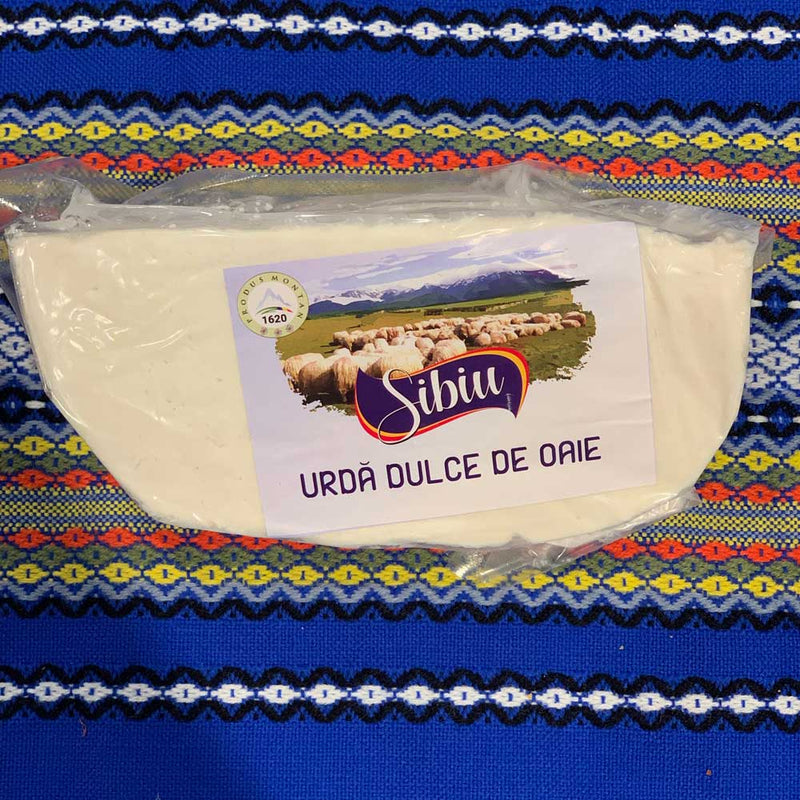 PRODUS MONTAN
1620
Sibiu
URDĂ DULCE DE OAIE